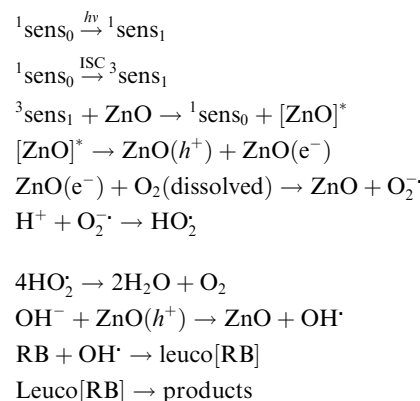 ¹sens₀ —hν→ ¹sens₁
¹sens₀ —ISC→ ³sens₁
³sens₁ + ZnO → ¹sens₀ + [ZnO]*
[ZnO]* → ZnO(h⁺) + ZnO(e⁻)
ZnO(e⁻) + O₂(dissolved) → ZnO + O₂⁻·
H⁺ + O₂⁻· → HO₂·
4HO₂· → 2H₂O + O₂
OH⁻ + ZnO(h⁺) → ZnO + OH·
RB + OH· → leuco[RB]
Leuco[RB] → products